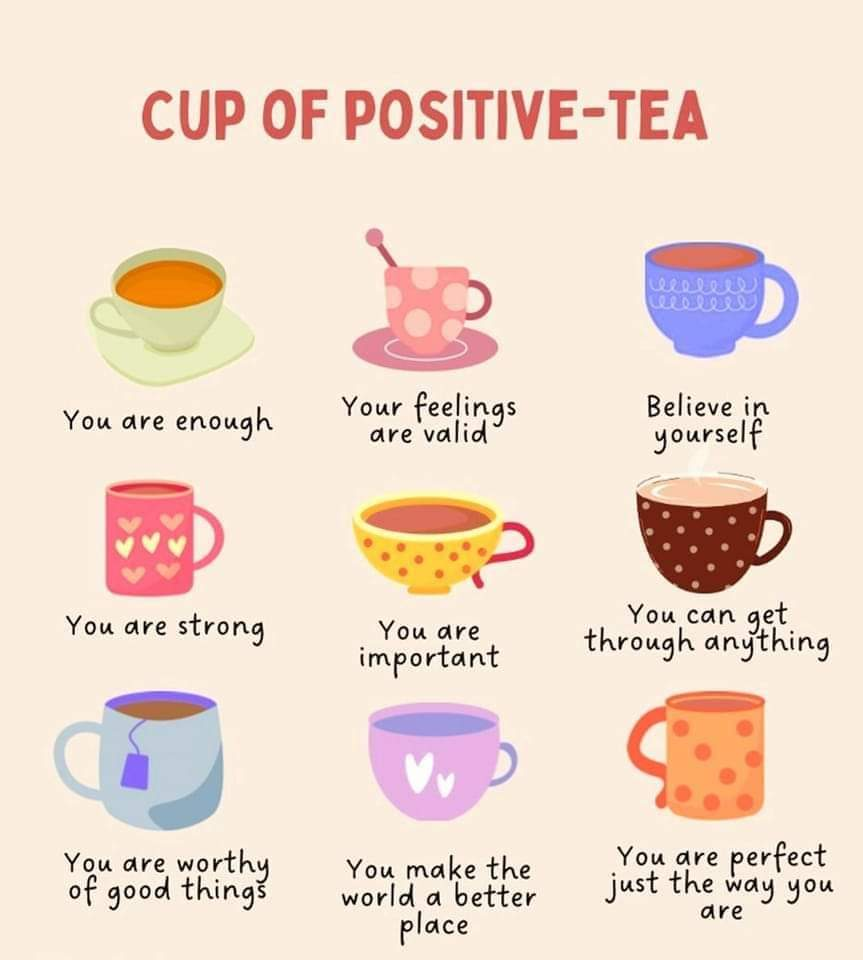 CUP OF POSITIVE-TEA
You are enough
Your feelings
are valid
Believe in
yourself
You are strong
You are
important
You can get
through anything
You are worthy
of good things
You make the
world a better
place
You are perfect
just the way you
are